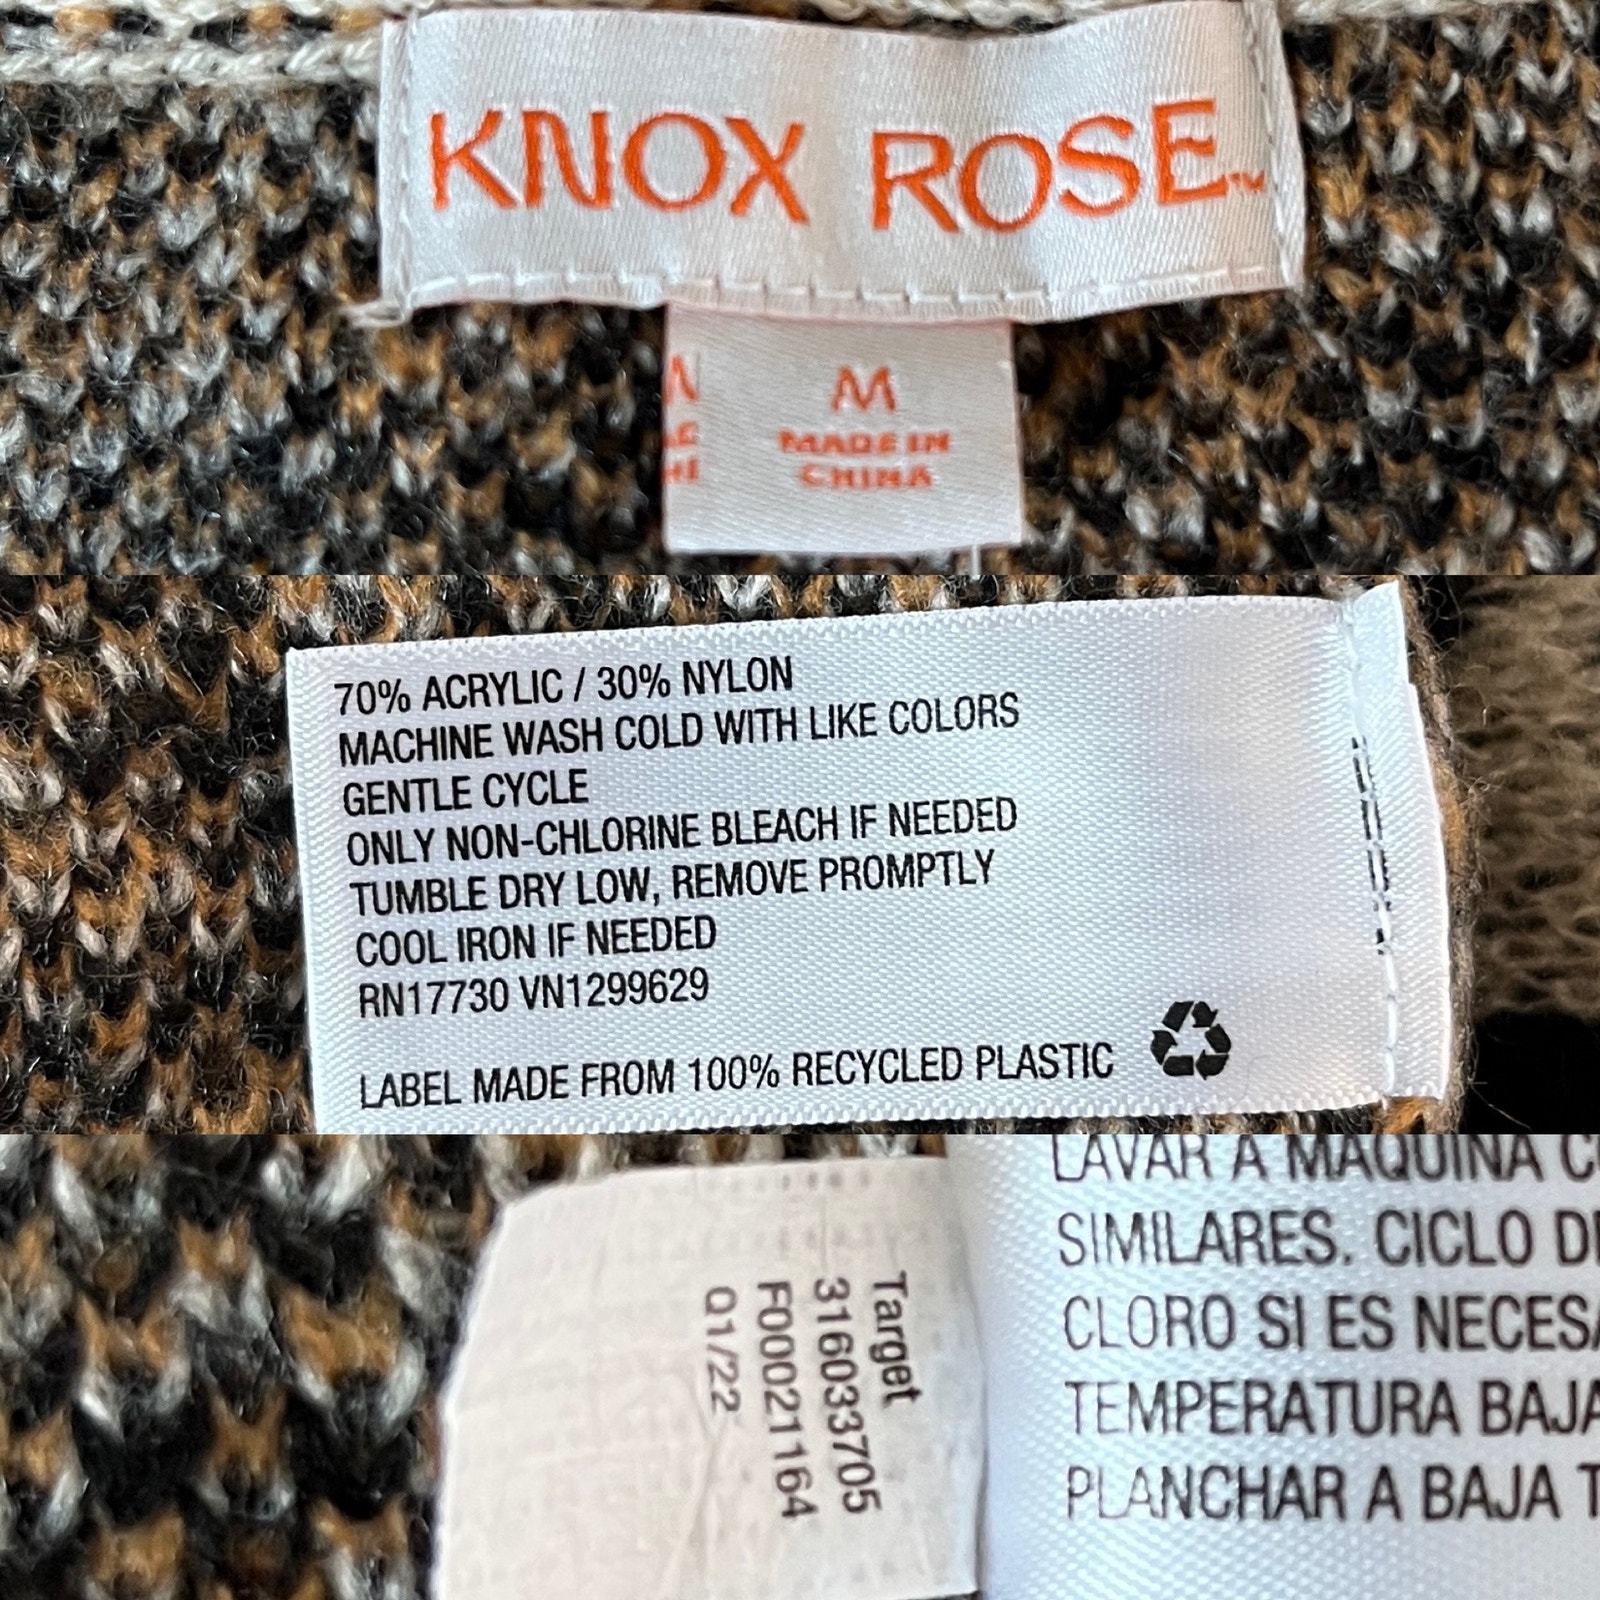 KNOX ROSE™
M
MADE IN
CHINA
70% ACRYLIC / 30% NYLON
MACHINE WASH COLD WITH LIKE COLORS
GENTLE CYCLE
ONLY NON-CHLORINE BLEACH IF NEEDED
TUMBLE DRY LOW, REMOVE PROMPTLY
COOL IRON IF NEEDED
RN17730 VN1299629
LABEL MADE FROM 100% RECYCLED PLASTIC
Target
316033705
F00021164
Q1/22
LAVAR A MAQUINA
SIMILARES. CICLO
CLORO SI ES
TEMPERATURA BAJA
PLANCHAR A BAJA